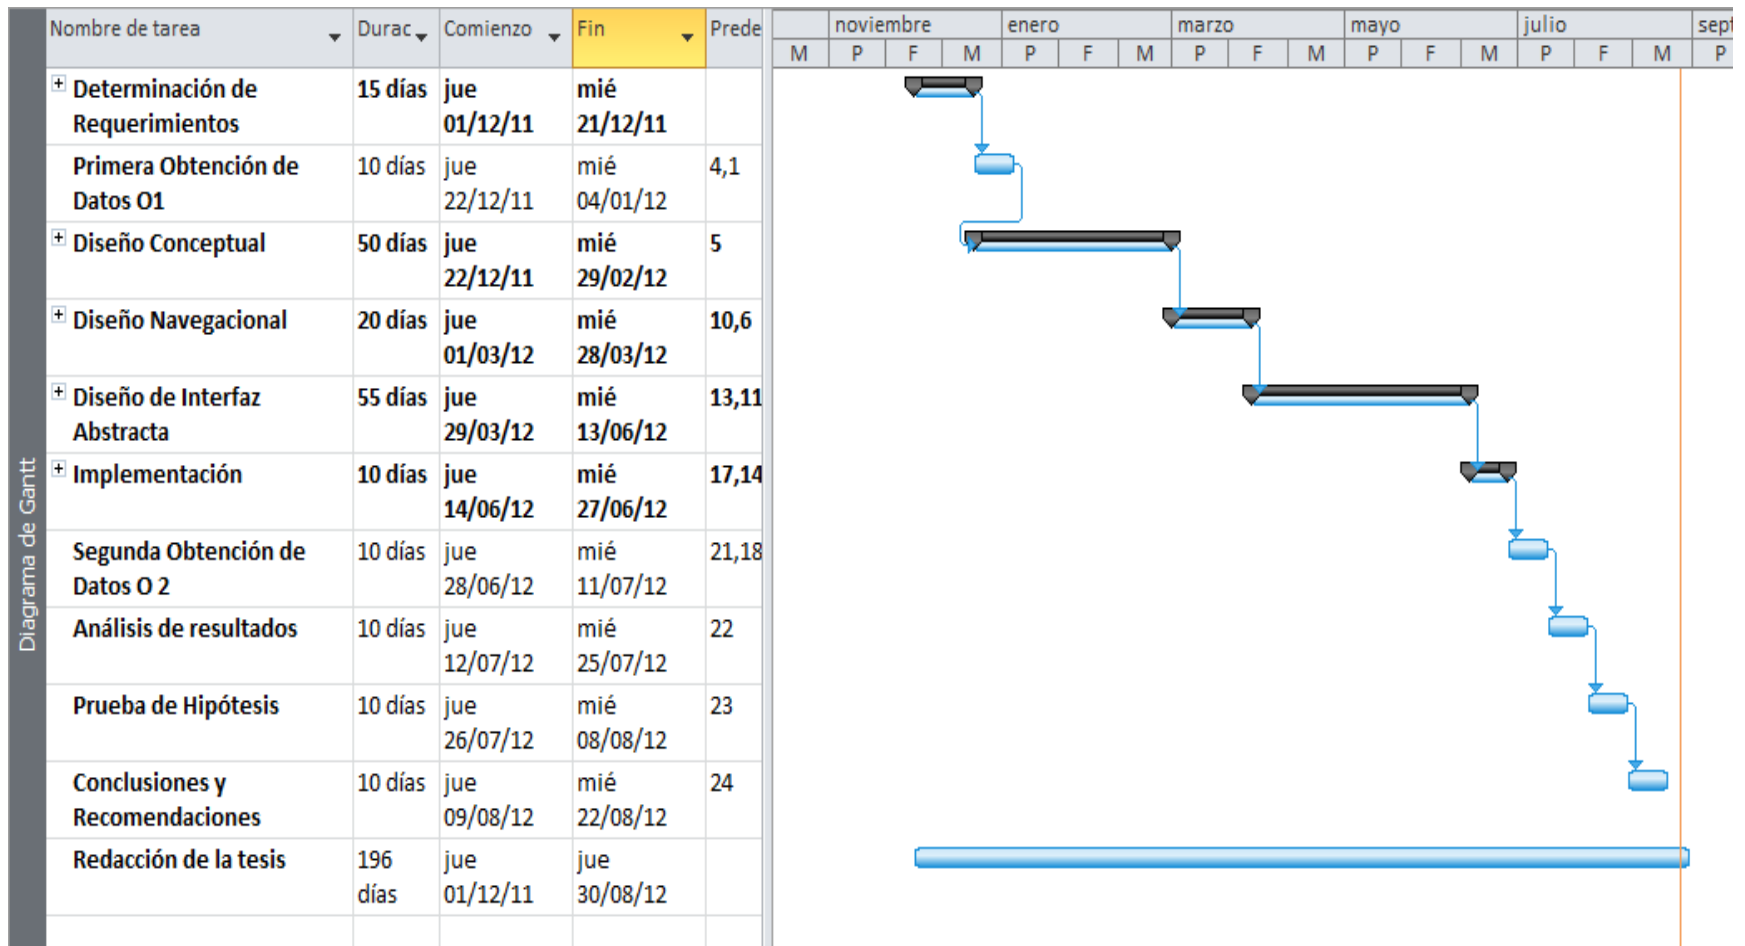 Nombre de tarea Durac Comienzo Fin Prede
noviembre enero marzo mayo julio sept
M P F M P F M P F M P F M P F M P
Determinación de 15 días jue mié
Requerimientos 01/12/11 21/12/11
Primera Obtención de 10 días jue mié 4,1
Datos O1 22/12/11 04/01/12
Diseño Conceptual 50 días jue mié 5
22/12/11 29/02/12
Diseño Navegacional 20 días jue mié 10,6
01/03/12 28/03/12
Diseño de Interfaz 55 días jue mié 13,11
Abstracta 29/03/12 13/06/12
Implementación 10 días jue mié 17,14
14/06/12 27/06/12
Segunda Obtención de 10 días jue mié 21,18
Datos O 2 28/06/12 11/07/12
Análisis de resultados 10 días jue mié 22
12/07/12 25/07/12
Prueba de Hipótesis 10 días jue mié 23
26/07/12 08/08/12
Conclusiones y 10 días jue mié 24
Recomendaciones 09/08/12 22/08/12
Redacción de la tesis 196 jue jue
días 01/12/11 30/08/12
Diagrama de Gantt